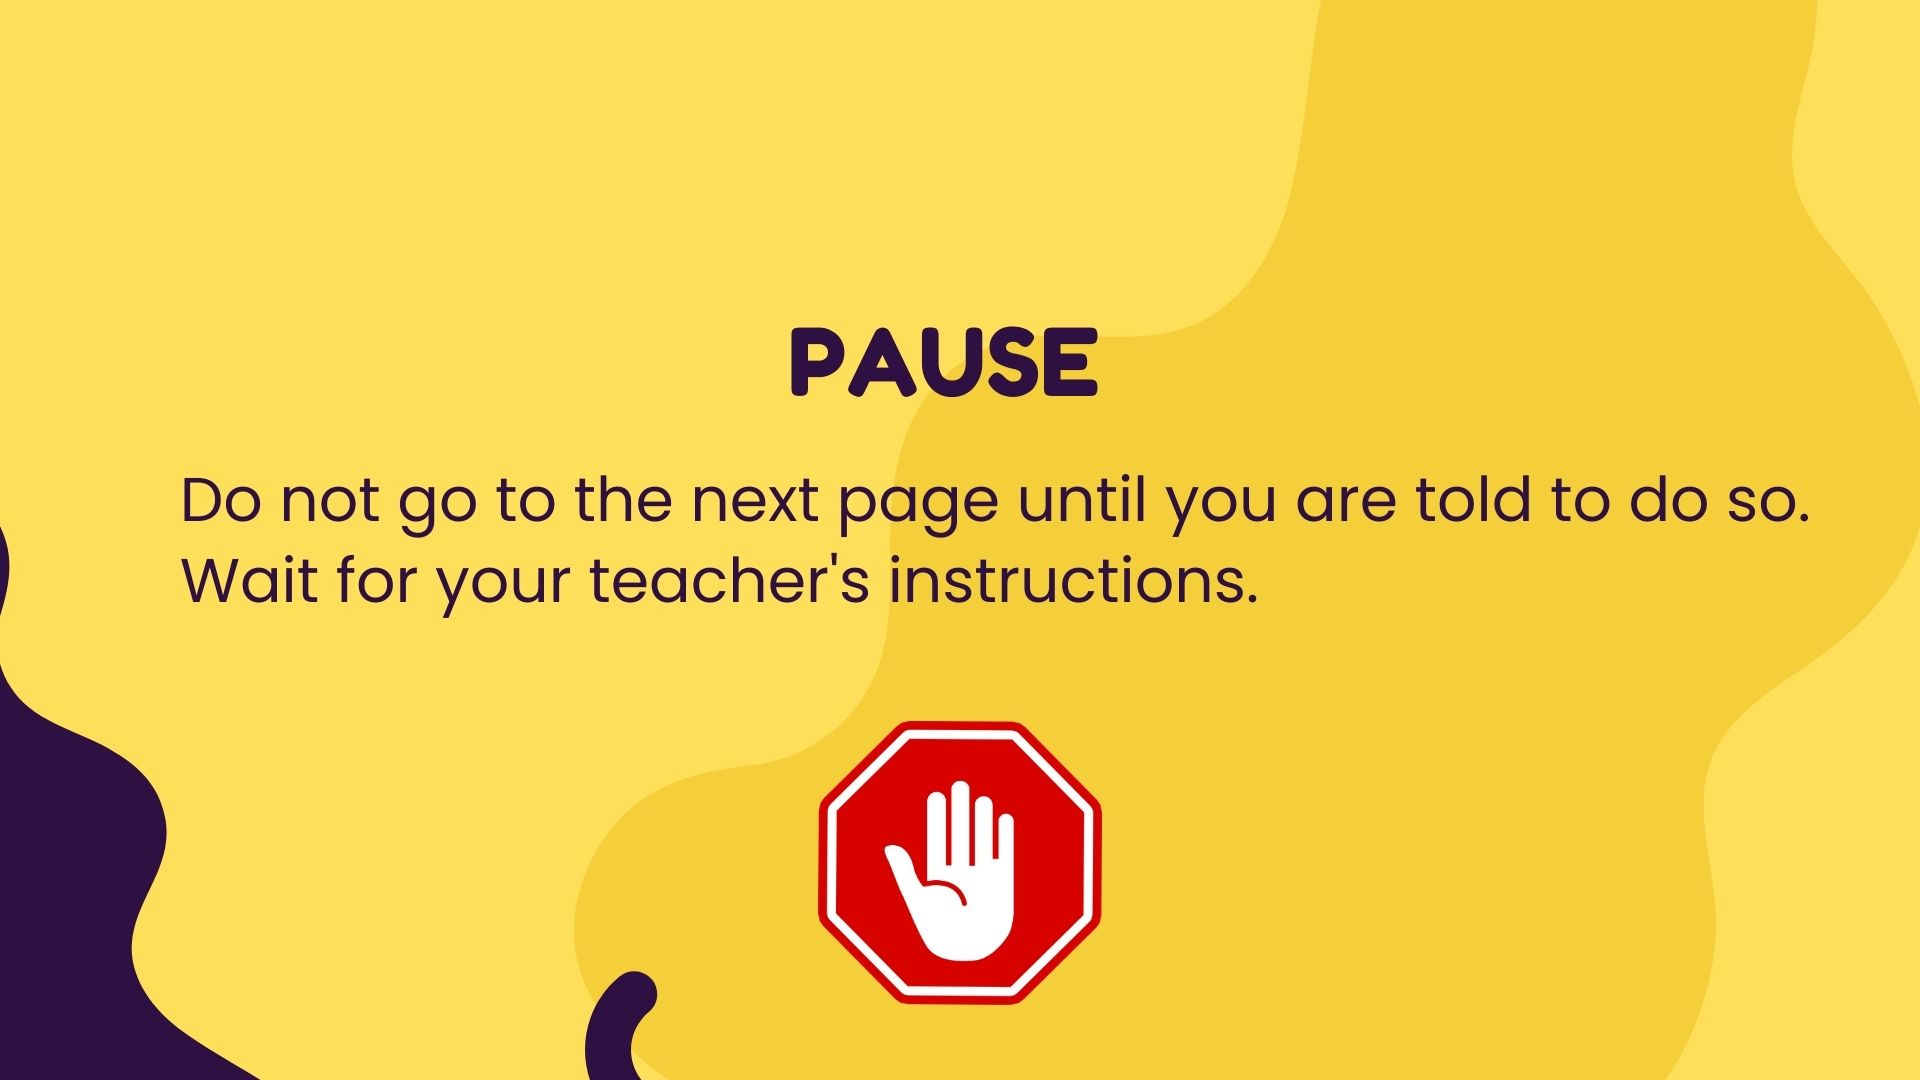 PAUSE
Do not go to the next page until you are told to do so.
Wait for your teacher's instructions.